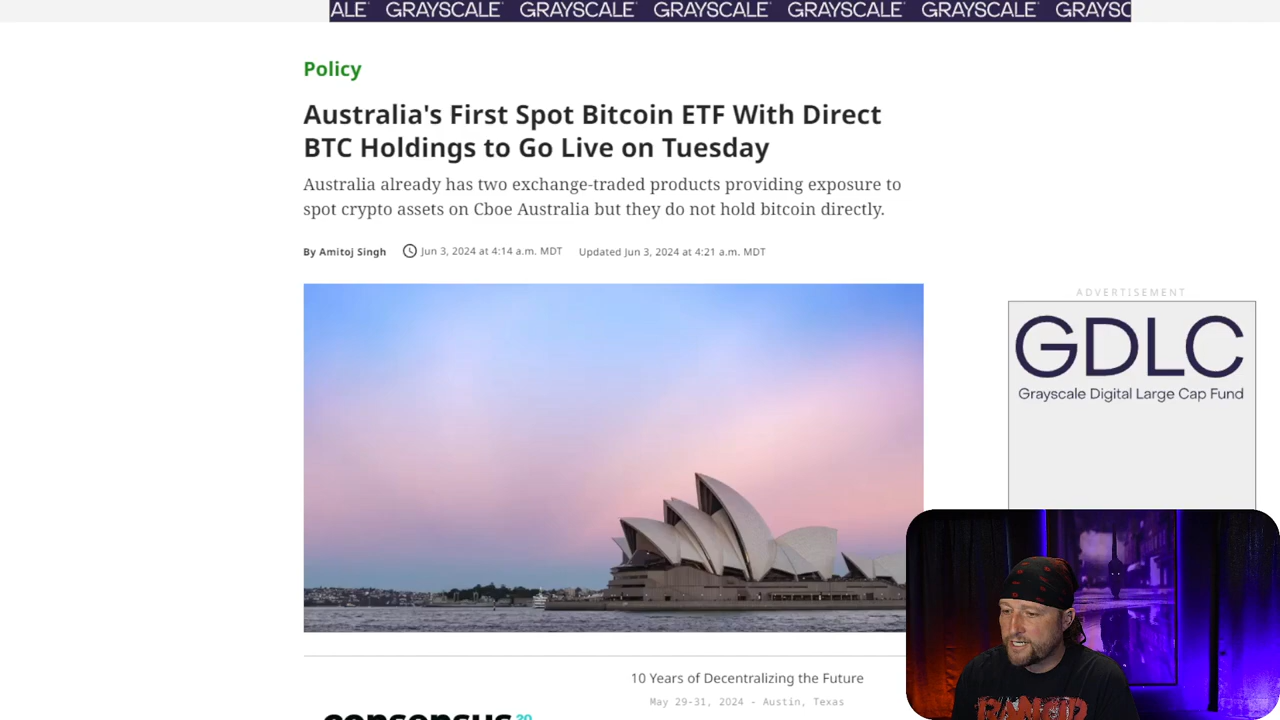 ALE GRAYSCALE GRAYSCALE GRAYSCALE GRAYSCALE GRAYSCALE GRAYSC
Policy
Australia's First Spot Bitcoin ETF With Direct
BTC Holdings to Go Live on Tuesday
Australia already has two exchange-traded products providing exposure to
spot crypto assets on Cboe Australia but they do not hold bitcoin directly.
By Amitoj Singh Jun 3, 2024 at 4:14 a.m. MDT Updated Jun 3, 2024 at 4:21 a.m. MDT
ADVERTISEMENT
GDLC
Grayscale Digital Large Cap Fund
10 Years of Decentralizing the Future
May 29-31, 2024 - Austin, Texas
consensus 20
RANCID